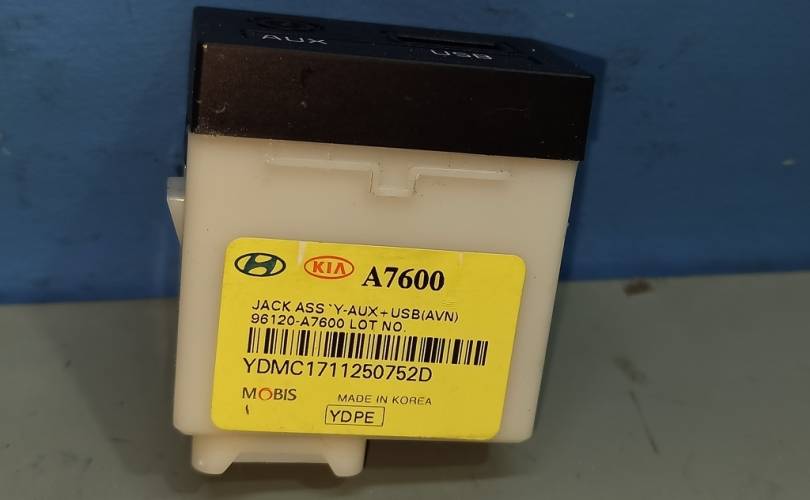 AUX USB
KIA A7600
JACK ASS`Y-AUX+USB(AVN)
96120-A7600 LOT NO.
YDMC1711250752D
MOBIS MADE IN KOREA
YDPE